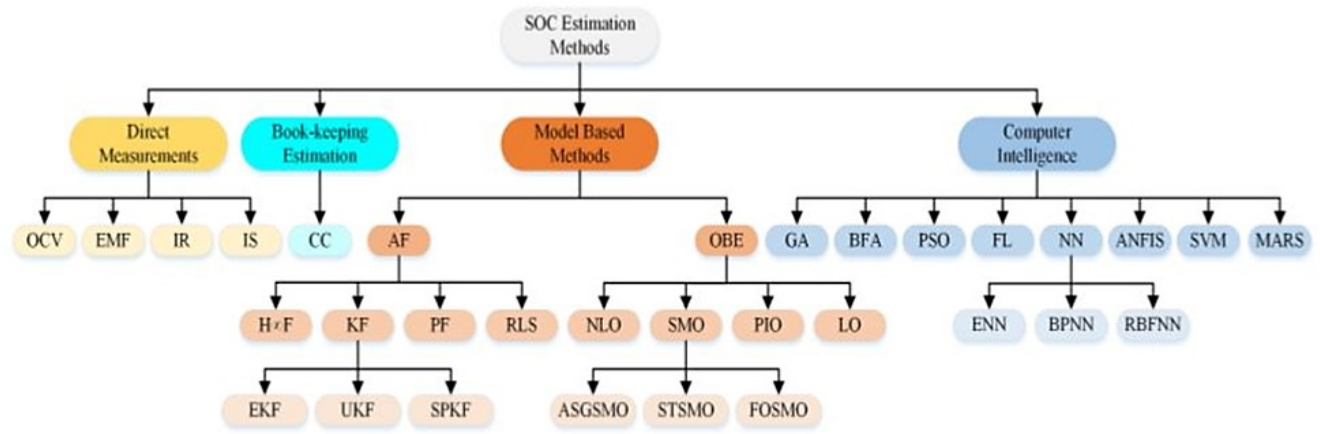 SOC Estimation
Methods
Direct
Measurements
Book-keeping
Estimation
Model Based
Methods
Computer
Intelligence
OCV
EMF
IR
IS
CC
AF
OBE
GA
BFA
PSO
FL
NN
ANFIS
SVM
MARS
H∞F
KF
PF
RLS
NLO
SMO
PIO
LO
ENN
BPNN
RBFNN
EKF
UKF
SPKF
ASGSMO
STSMO
FOSMO